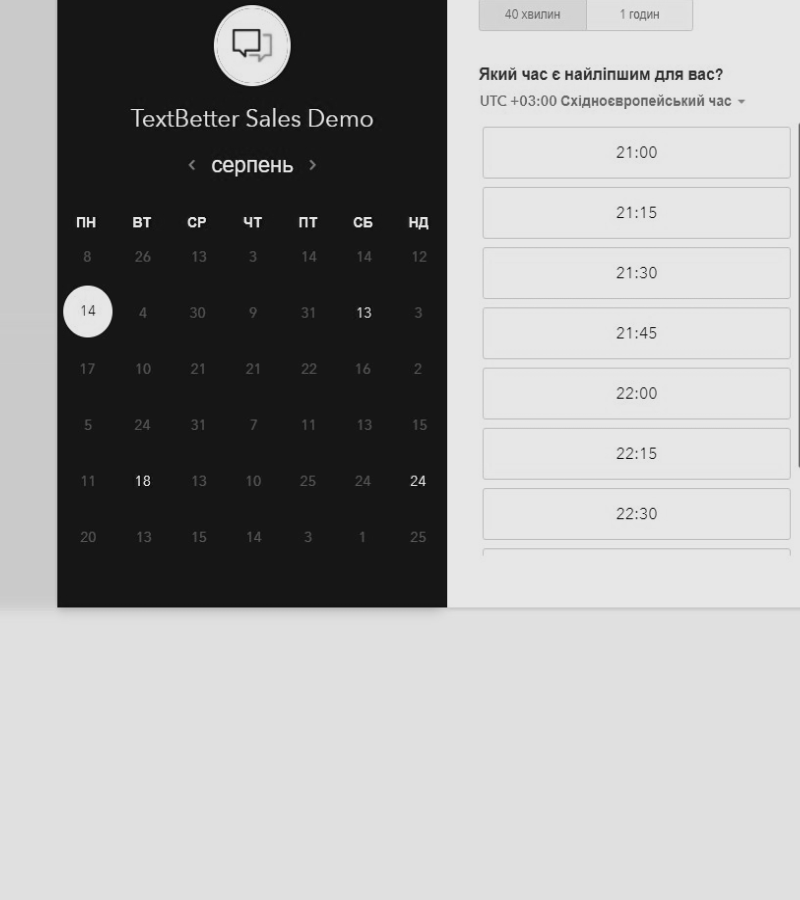 TextBetter Sales Demo
серпень
ПН ВТ СР ЧТ ПТ СБ НД
8 26 13 3 14 14 12
14 4 30 9 31 13 3
17 10 21 21 22 16 2
5 24 31 7 11 13 15
11 18 13 10 25 24 24
20 13 15 14 3 1 25
40 хвилин 1 годин
Який час є найліпшим для вас?
UTC +03:00 Східноєвропейський час
21:00
21:15
21:30
21:45
22:00
22:15
22:30